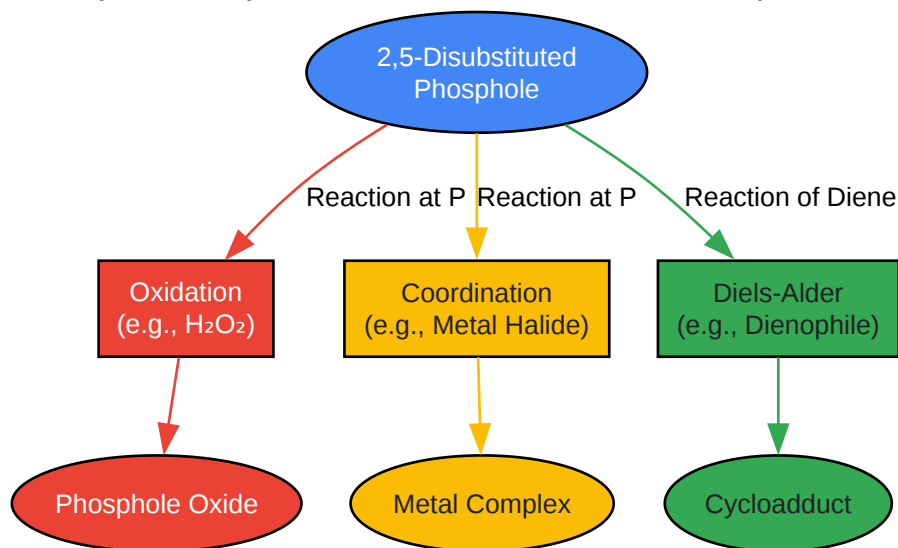 2,5-Disubstituted
Phosphole
Reaction at P
Reaction at P
Reaction of Diene
Oxidation
(e.g., H₂O₂)
Coordination
(e.g., Metal Halide)
Diels-Alder
(e.g., Dienophile)
Phosphole Oxide
Metal Complex
Cycloadduct